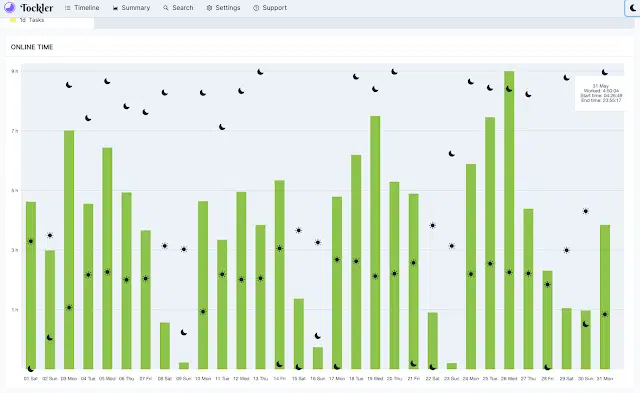 Tockler Timeline Summary Search Settings Support
1d Tasks
ONLINE TIME
9 h
31 May
Worked: 4:50:04
Start time: 04:26:49
End time: 23:55:17
7 h
5 h
3 h
1 h
01 Sat 02 Sun 03 Mon 04 Tue 05 Wed 06 Thu 07 Fri 08 Sat 09 Sun 10 Mon 11 Tue 12 Wed 13 Thu 14 Fri 15 Sat 16 Sun 17 Mon 18 Tue 19 Wed 20 Thu 21 Fri 22 Sat 23 Sun 24 Mon 25 Tue 26 Wed 27 Thu 28 Fri 29 Sat 30 Sun 31 Mon